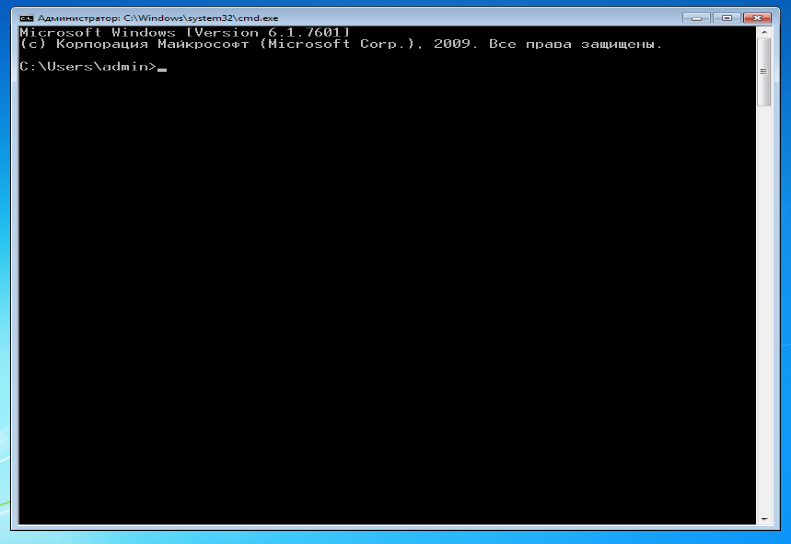 Администратор: C:\Windows\system32\cmd.exe
Microsoft Windows [Version 6.1.7601]
(c) Корпорация Майкрософт (Microsoft Corp.), 2009. Все права защищены.
C:\Users\admin>